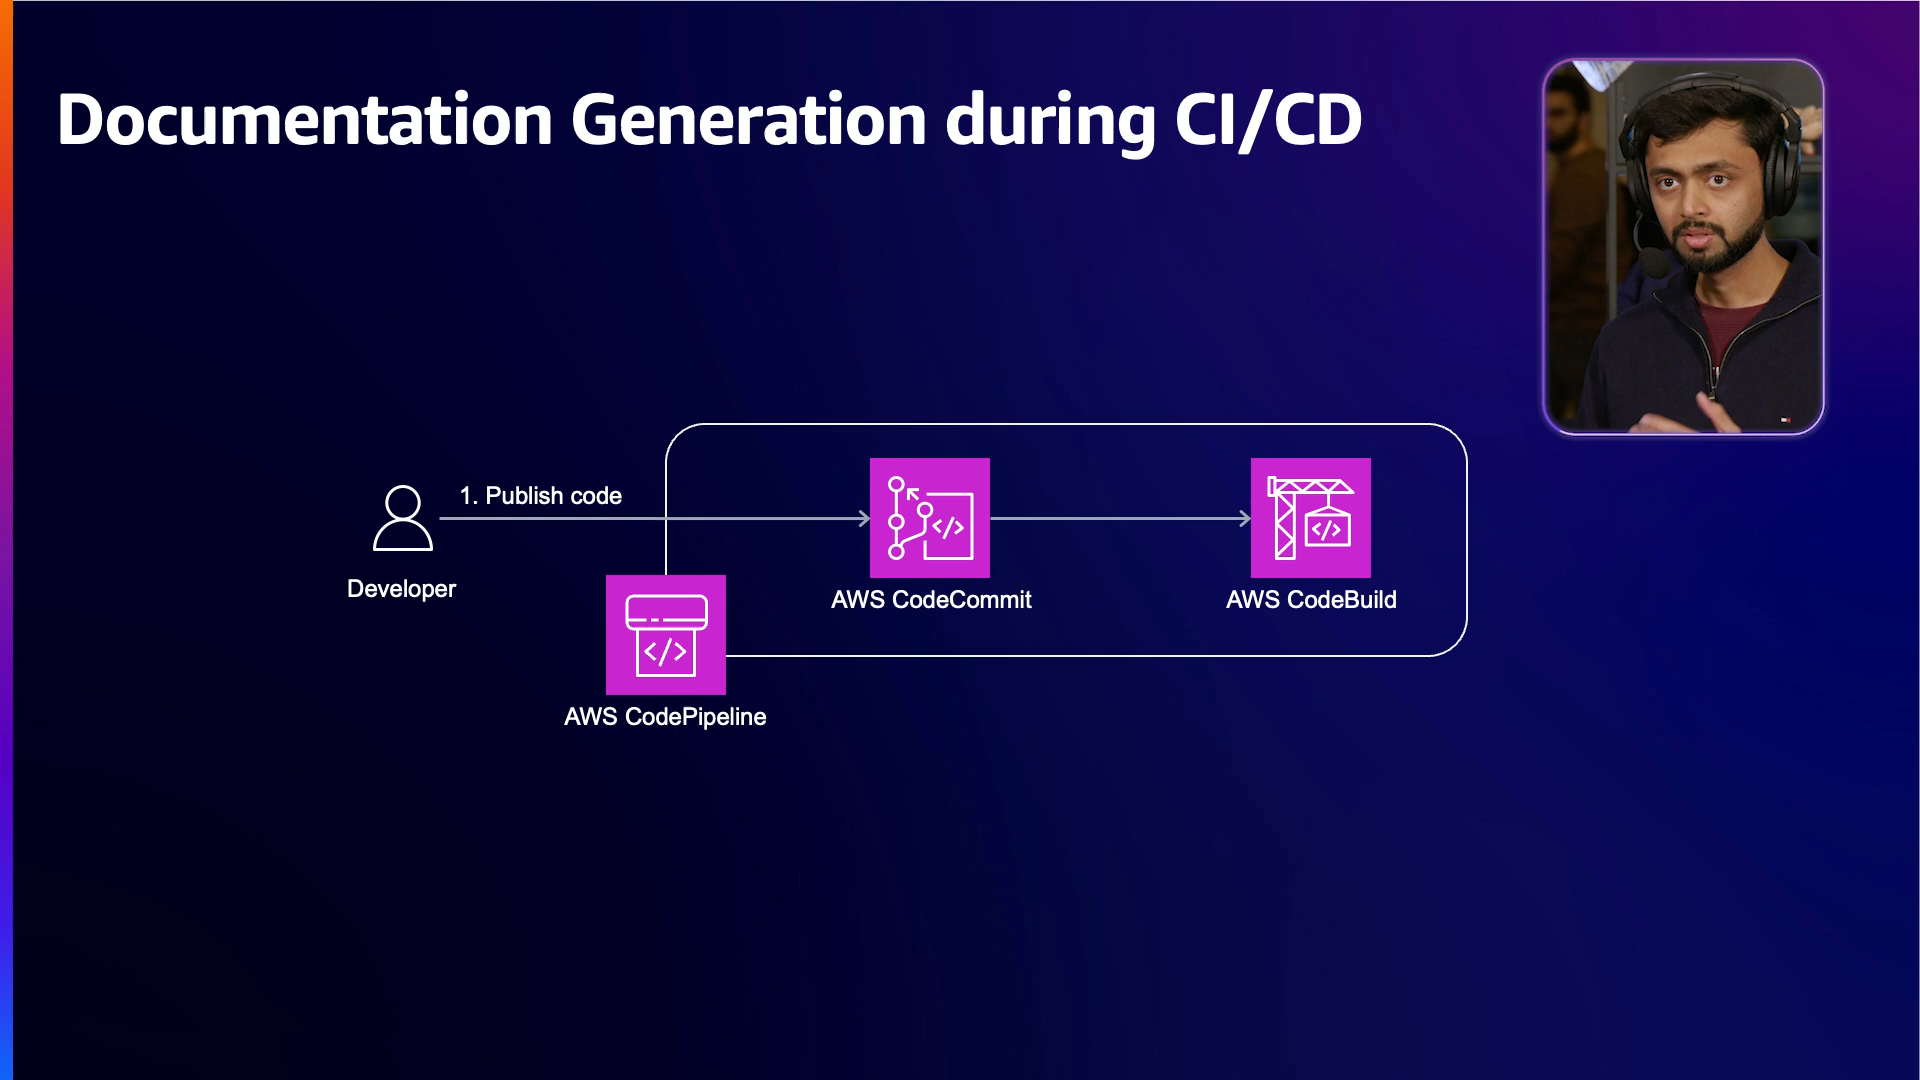 Documentation Generation during CI/CD
1. Publish code
Developer
AWS CodeCommit
AWS CodeBuild
AWS CodePipeline